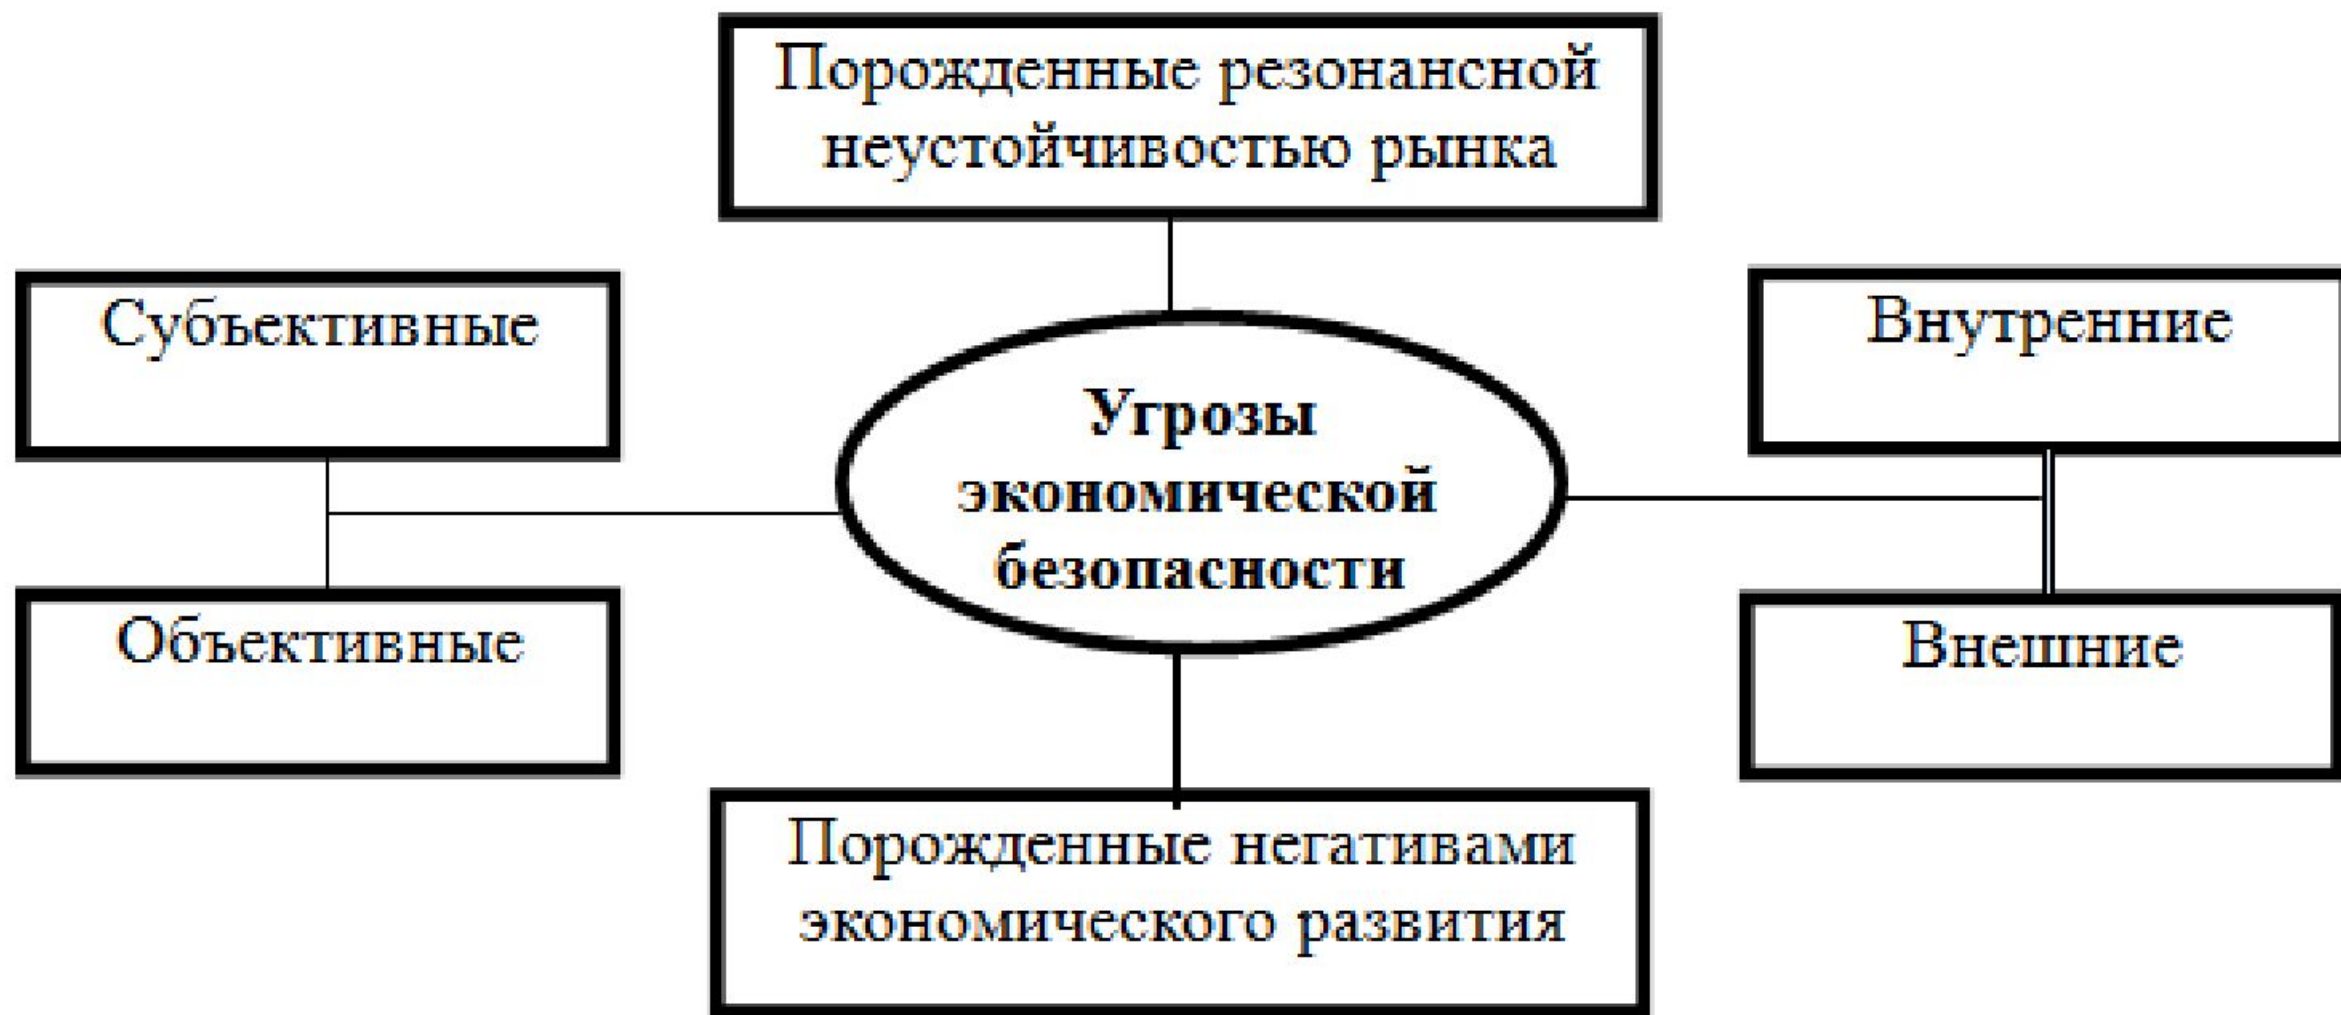 Порожденные резонансной
неустойчивостью рынка
Субъективные
Внутренние
Угрозы
экономической
безопасности
Объективные
Внешние
Порожденные негативами
экономического развития